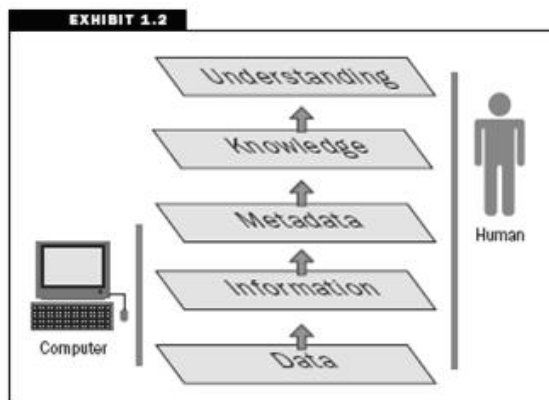 EXHIBIT 1.2
Understanding
Knowledge
Metadata
Human
Information
Computer
Data